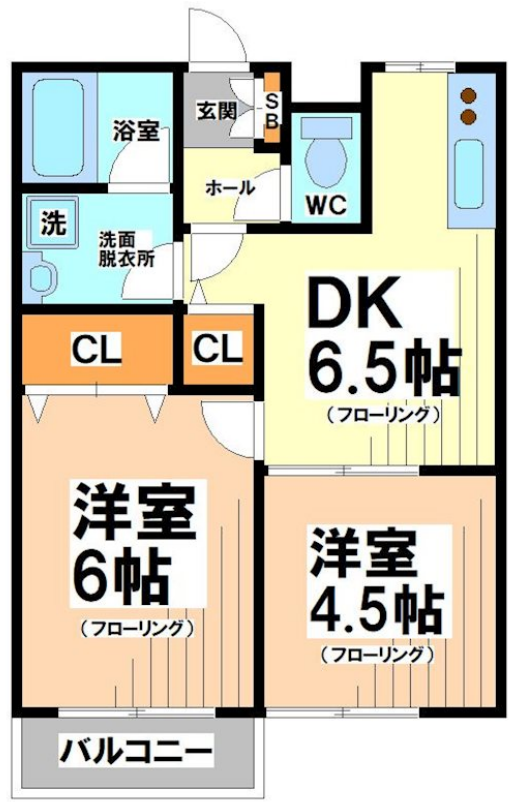 浴室
玄関
SB
ホール
WC
洗
洗面
脱衣所
DK
6.5帖
(フローリング)
CL
CL
洋室
6帖
(フローリング)
洋室
4.5帖
(フローリング)
バルコニー